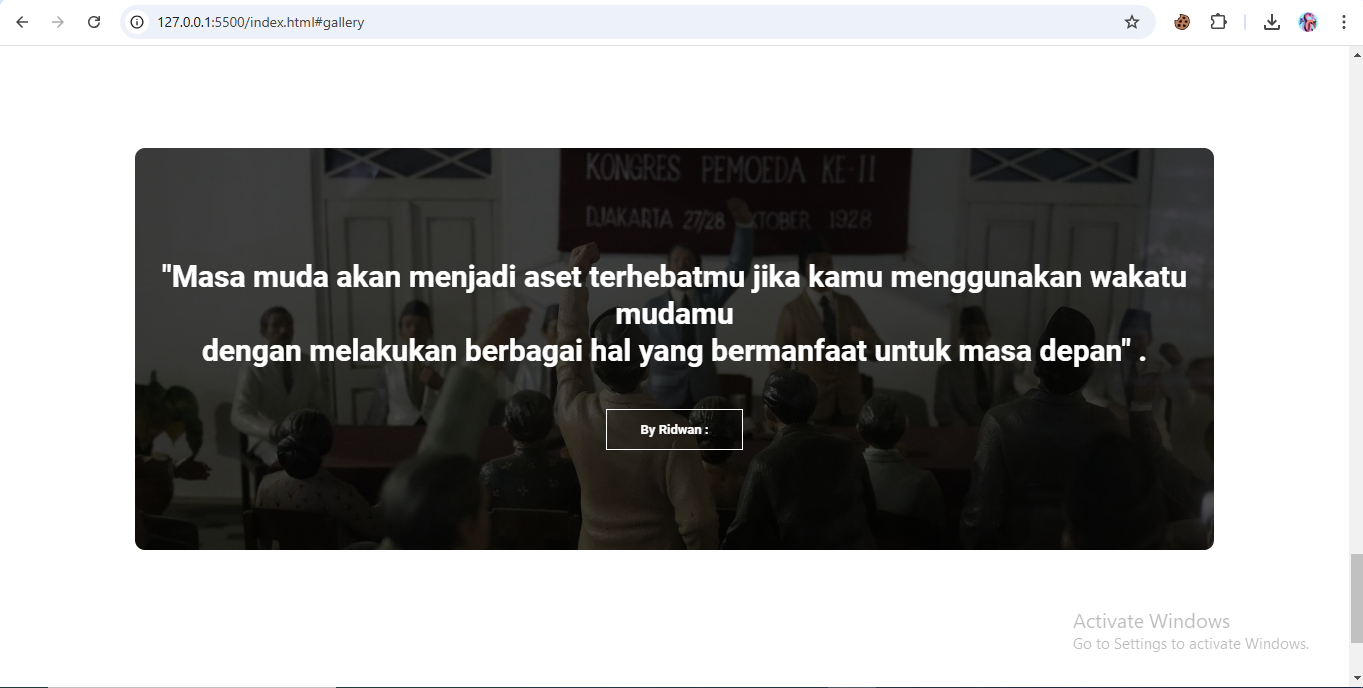 127.0.0.1:5500/index.html#gallery
KONGRES PEMOEDA KE-II
DJAKARTA 27/28 OKTOBER 1928
"Masa muda akan menjadi aset terhebatmu jika kamu menggunakan wakatu
mudamu
dengan melakukan berbagai hal yang bermanfaat untuk masa depan" .
By Ridwan :
Activate Windows
Go to Settings to activate Windows.